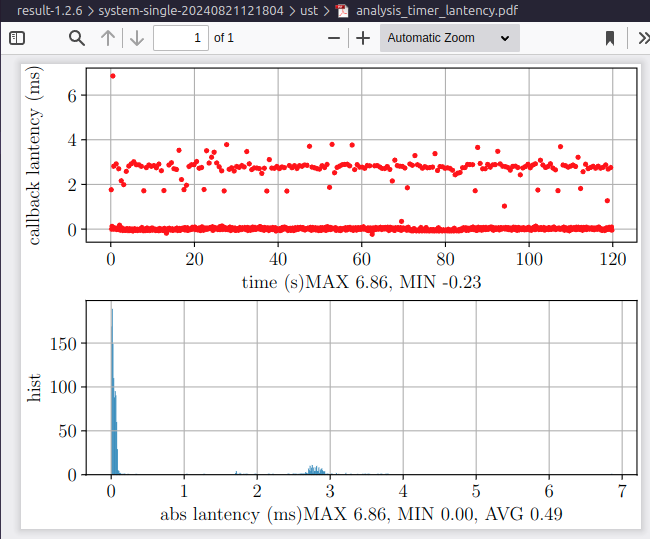 result-1.2.6 › system-single-20240821121804 › ust › analysis_timer_lantency.pdf
1 of 1 Automatic Zoom
callback lantency (ms)
6
4
2
0
0 20 40 60 80 100 120
time (s)MAX 6.86, MIN -0.23
hist
150
100
50
0
0 1 2 3 4 5 6 7
abs lantency (ms)MAX 6.86, MIN 0.00, AVG 0.49